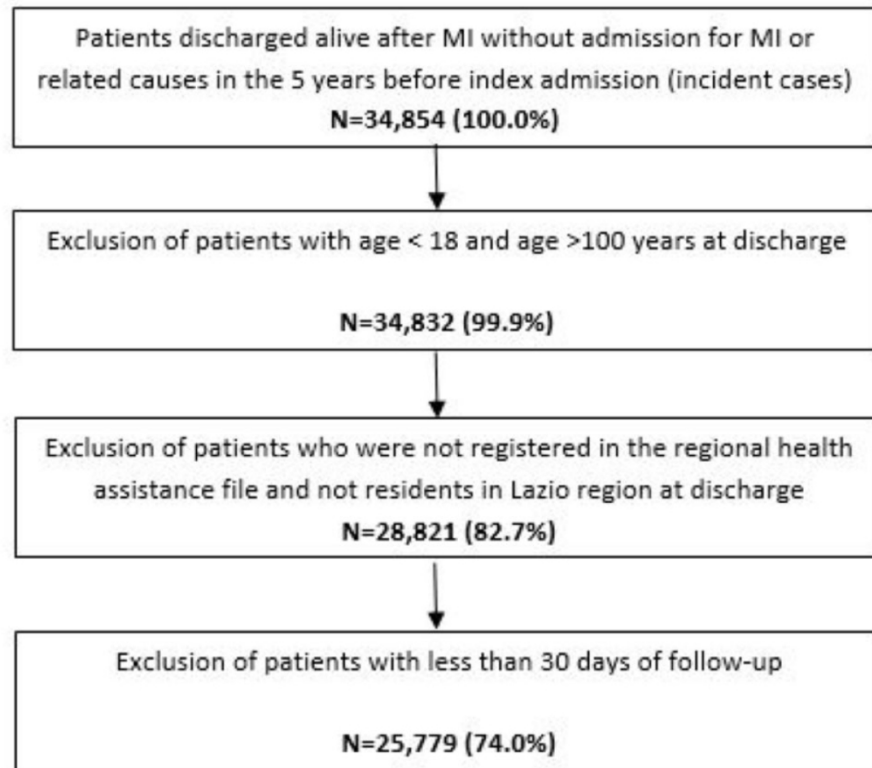 Patients discharged alive after MI without admission for MI or
related causes in the 5 years before index admission (incident cases)
N=34,854 (100.0%)
Exclusion of patients with age < 18 and age >100 years at discharge
N=34,832 (99.9%)
Exclusion of patients who were not registered in the regional health
assistance file and not residents in Lazio region at discharge
N=28,821 (82.7%)
Exclusion of patients with less than 30 days of follow-up
N=25,779 (74.0%)